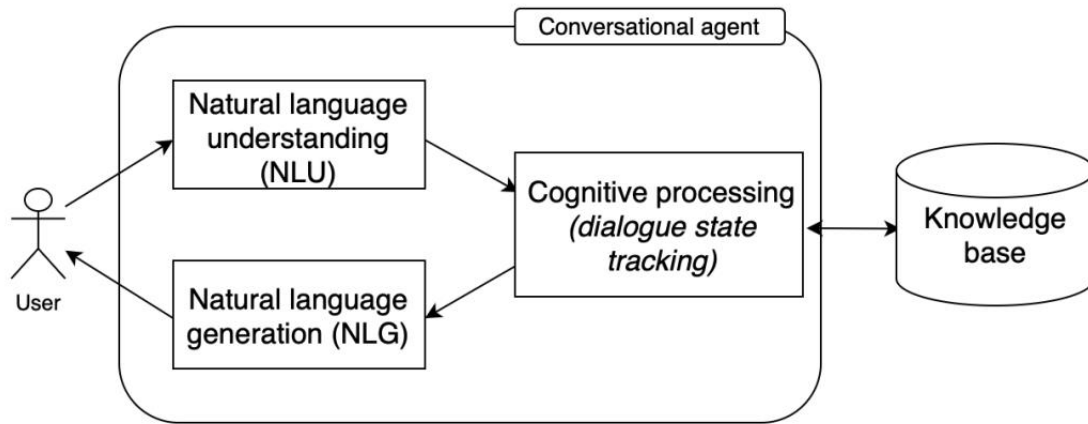 Conversational agent
Natural language
understanding
(NLU)
Cognitive processing
(dialogue state
tracking)
Knowledge
base
User
Natural language
generation (NLG)